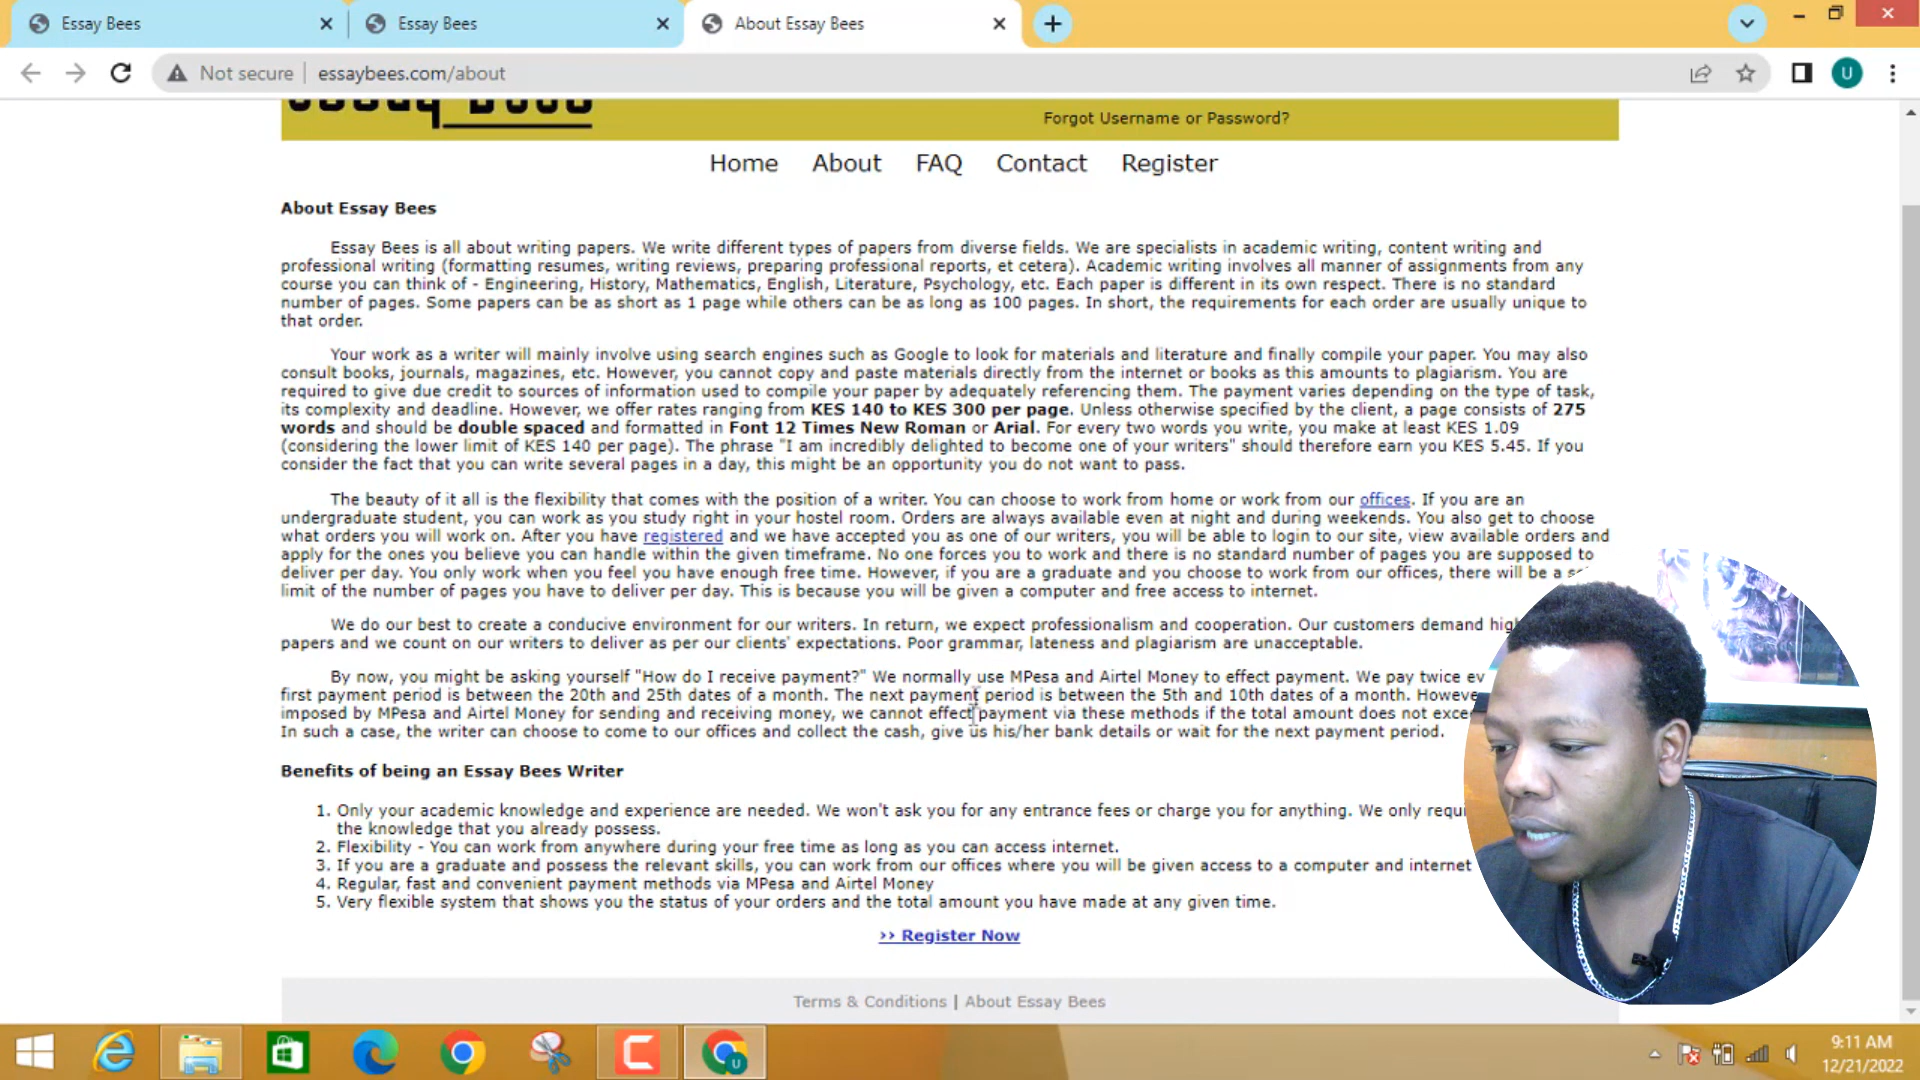 Essay Bees
Essay Bees
About Essay Bees
Not secure
essaybees.com/about
U
Forgot Username or Password?
Home About FAQ Contact Register
About Essay Bees
Essay Bees is all about writing papers. We write different types of papers from diverse fields. We are specialists in academic writing, content writing and
professional writing (formatting resumes, writing reviews, preparing professional reports, et cetera). Academic writing involves all manner of assignments from any
course you can think of - Engineering, History, Mathematics, English, Literature, Psychology, etc. Each paper is different in its own respect. There is no standard
number of pages. Some papers can be as short as 1 page while others can be as long as 100 pages. In short, the requirements for each order are usually unique to
that order.
Your work as a writer will mainly involve using search engines such as Google to look for materials and literature and finally compile your paper. You may also
consult books, journals, magazines, etc. However, you cannot copy and paste materials directly from the internet or books as this amounts to plagiarism. You are
required to give due credit to sources of information used to compile your paper by adequately referencing them. The payment varies depending on the type of task,
its complexity and deadline. However, we offer rates ranging from KES 140 to KES 300 per page. Unless otherwise specified by the client, a page consists of 275
words and should be double spaced and formatted in Font 12 Times New Roman or Arial. For every two words you write, you make at least KES 1.09
(considering the lower limit of KES 140 per page). The phrase "I am incredibly delighted to become one of your writers" should therefore earn you KES 5.45. If you
consider the fact that you can write several pages in a day, this might be an opportunity you do not want to pass.
The beauty of it all is the flexibility that comes with the position of a writer. You can choose to work from home or work from our offices. If you are an
undergraduate student, you can work as you study right in your hostel room. Orders are always available even at night and during weekends. You also get to choose
what orders you will work on. After you have registered and we have accepted you as one of our writers, you will be able to login to our site, view available orders and
apply for the ones you believe you can handle within the given timeframe. No one forces you to work and there is no standard number of pages you are supposed to
deliver per day. You only work when you feel you have enough free time. However, if you are a graduate and you choose to work from our offices, there will be a
limit of the number of pages you have to deliver per day. This is because you will be given a computer and free access to internet.
We do our best to create a conducive environment for our writers. In return, we expect professionalism and cooperation. Our customers demand
papers and we count on our writers to deliver as per our clients' expectations. Poor grammar, lateness and plagiarism are unacceptable.
By now, you might be asking yourself "How do I receive payment?" We normally use MPesa and Airtel Money to effect payment. We pay twice
first payment period is between the 20th and 25th dates of a month. The next payment period is between the 5th and 10th dates of a month.
imposed by MPesa and Airtel Money for sending and receiving money, we cannot effect payment via these methods if the total amount does not
In such a case, the writer can choose to come to our offices and collect the cash, give us his/her bank details or wait for the next payment period.
Benefits of being an Essay Bees Writer
1. Only your academic knowledge and experience are needed. We won't ask you for any entrance fees or charge you for anything. We only
the knowledge that you already possess.
2. Flexibility - You can work from anywhere during your free time as long as you can access internet.
3. If you are a graduate and possess the relevant skills, you can work from our offices where you will be given access to a computer and internet
4. Regular, fast and convenient payment methods via MPesa and Airtel Money
5. Very flexible system that shows you the status of your orders and the total amount you have made at any given time.
>> Register Now
Terms & Conditions | About Essay Bees
9:11 AM
12/21/2022